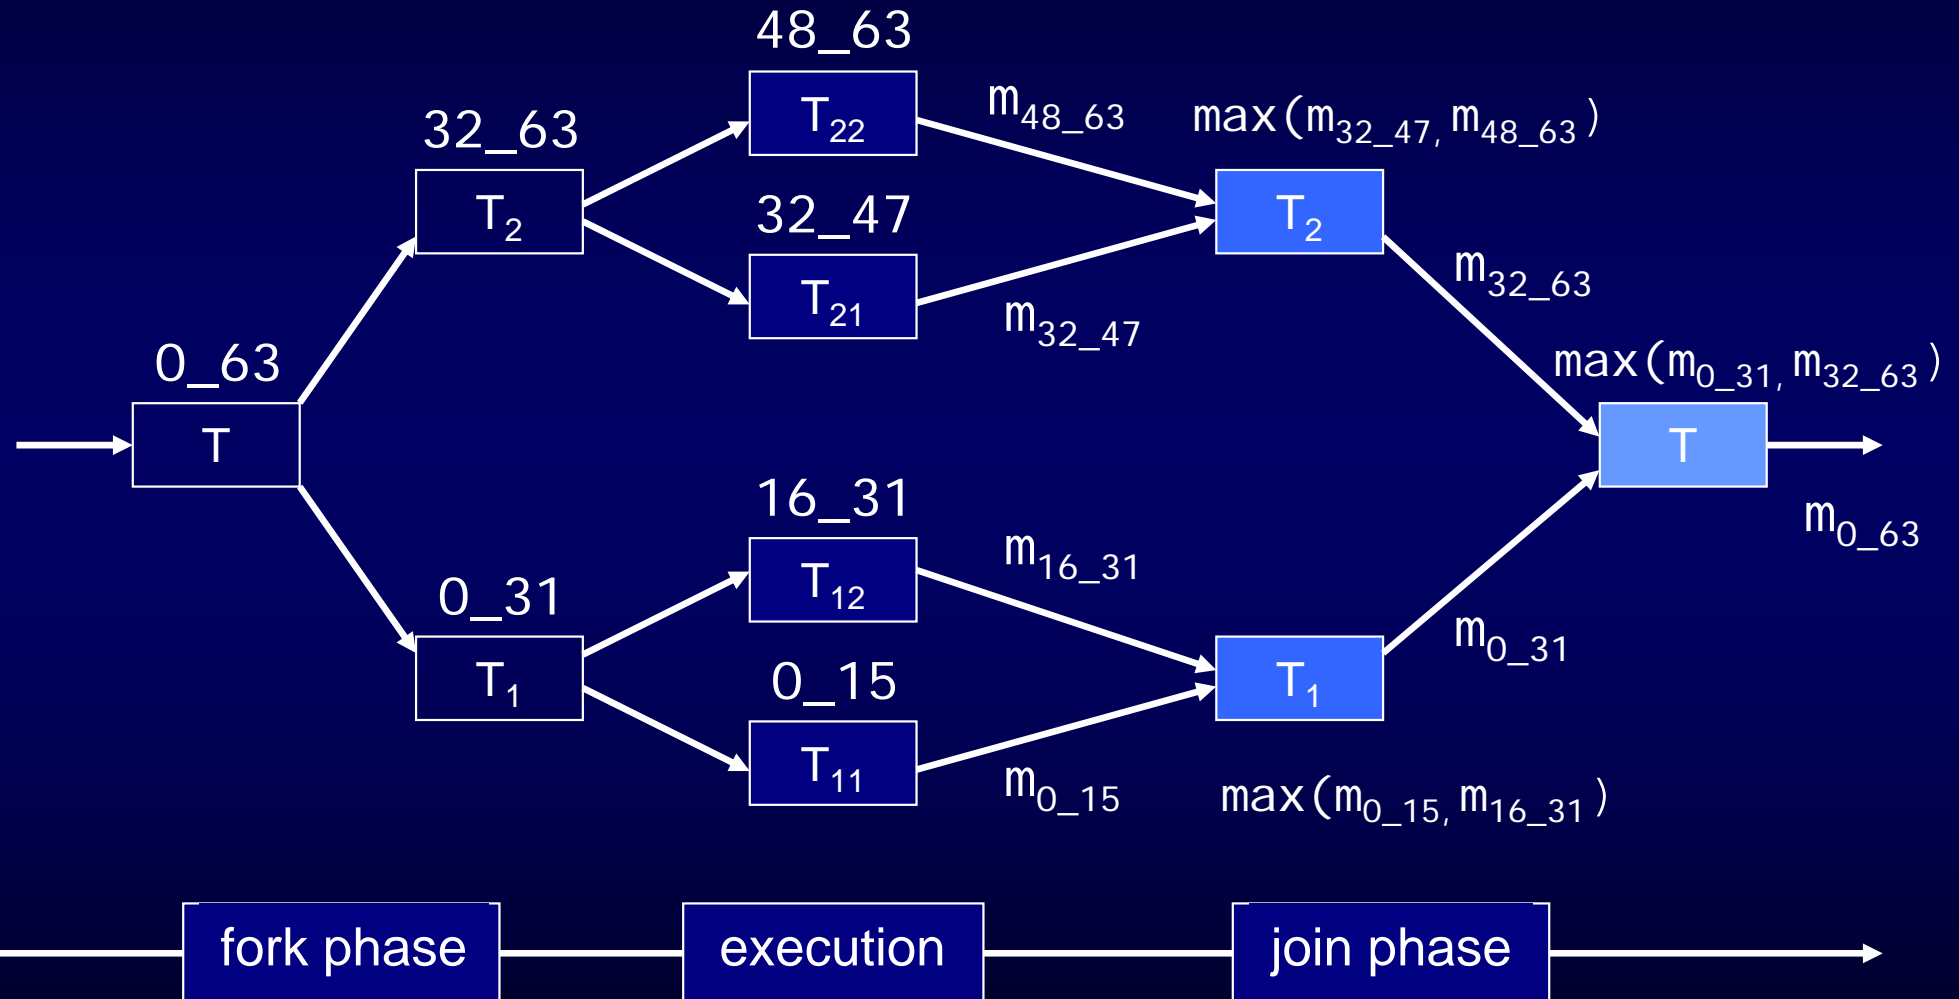 48_63
T₂₂
m₄₈_₆₃
max(m₃₂_₄₇, m₄₈_₆₃)
32_63
T₂
32_47
T₂₁
m₃₂_₄₇
T₂
m₃₂_₆₃
0_63
T
max(m₀_₃₁, m₃₂_₆₃)
T
m₀_₆₃
16_31
T₁₂
m₁₆_₃₁
0_31
T₁
0_15
T₁₁
m₀_₁₅
T₁
m₀_₃₁
max(m₀_₁₅, m₁₆_₃₁)
fork phase
execution
join phase